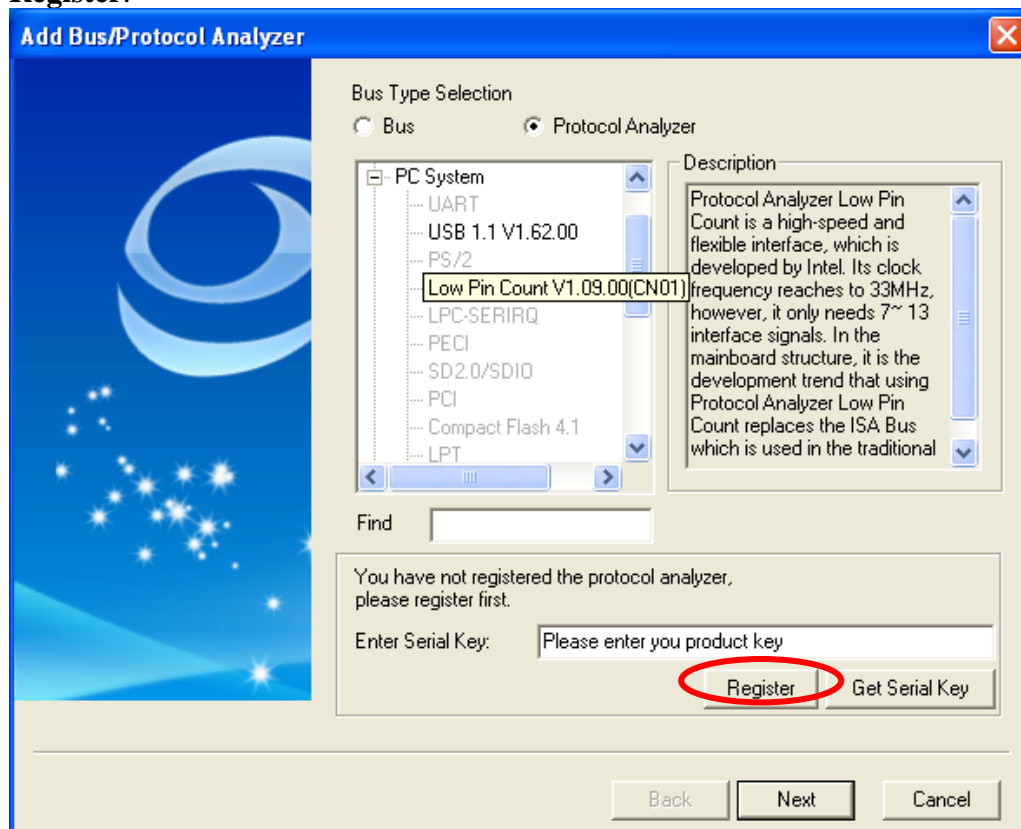 Register.
Add Bus/Protocol Analyzer
Bus Type Selection
Bus
Protocol Analyzer
PC System
UART
USB 1.1 V1.62.00
PS/2
Low Pin Count V1.09.00(CN01)
LPC-SERIRQ
PECI
SD2.0/SDIO
PCI
Compact Flash 4.1
LPT
Description
Protocol Analyzer Low Pin
Count is a high-speed and
flexible interface, which is
developed by Intel. Its clock
frequency reaches to 33MHz,
however, it only needs 7~ 13
interface signals. In the
mainboard structure, it is the
development trend that using
Protocol Analyzer Low Pin
Count replaces the ISA Bus
which is used in the traditional
Find
You have not registered the protocol analyzer,
please register first.
Enter Serial Key:
Please enter you product key
Register
Get Serial Key
Back
Next
Cancel